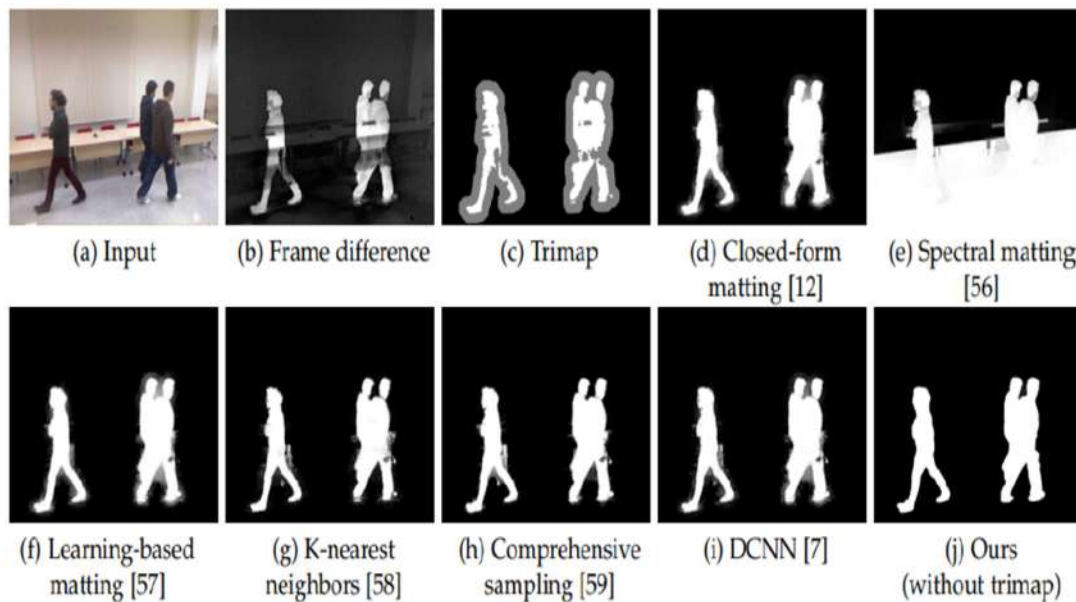 (a) Input
(b) Frame difference
(c) Trimap
(d) Closed-form
matting [12]
(e) Spectral matting
[56]
(f) Learning-based
matting [57]
(g) K-nearest
neighbors [58]
(h) Comprehensive
sampling [59]
(i) DCNN [7]
(j) Ours
(without trimap)